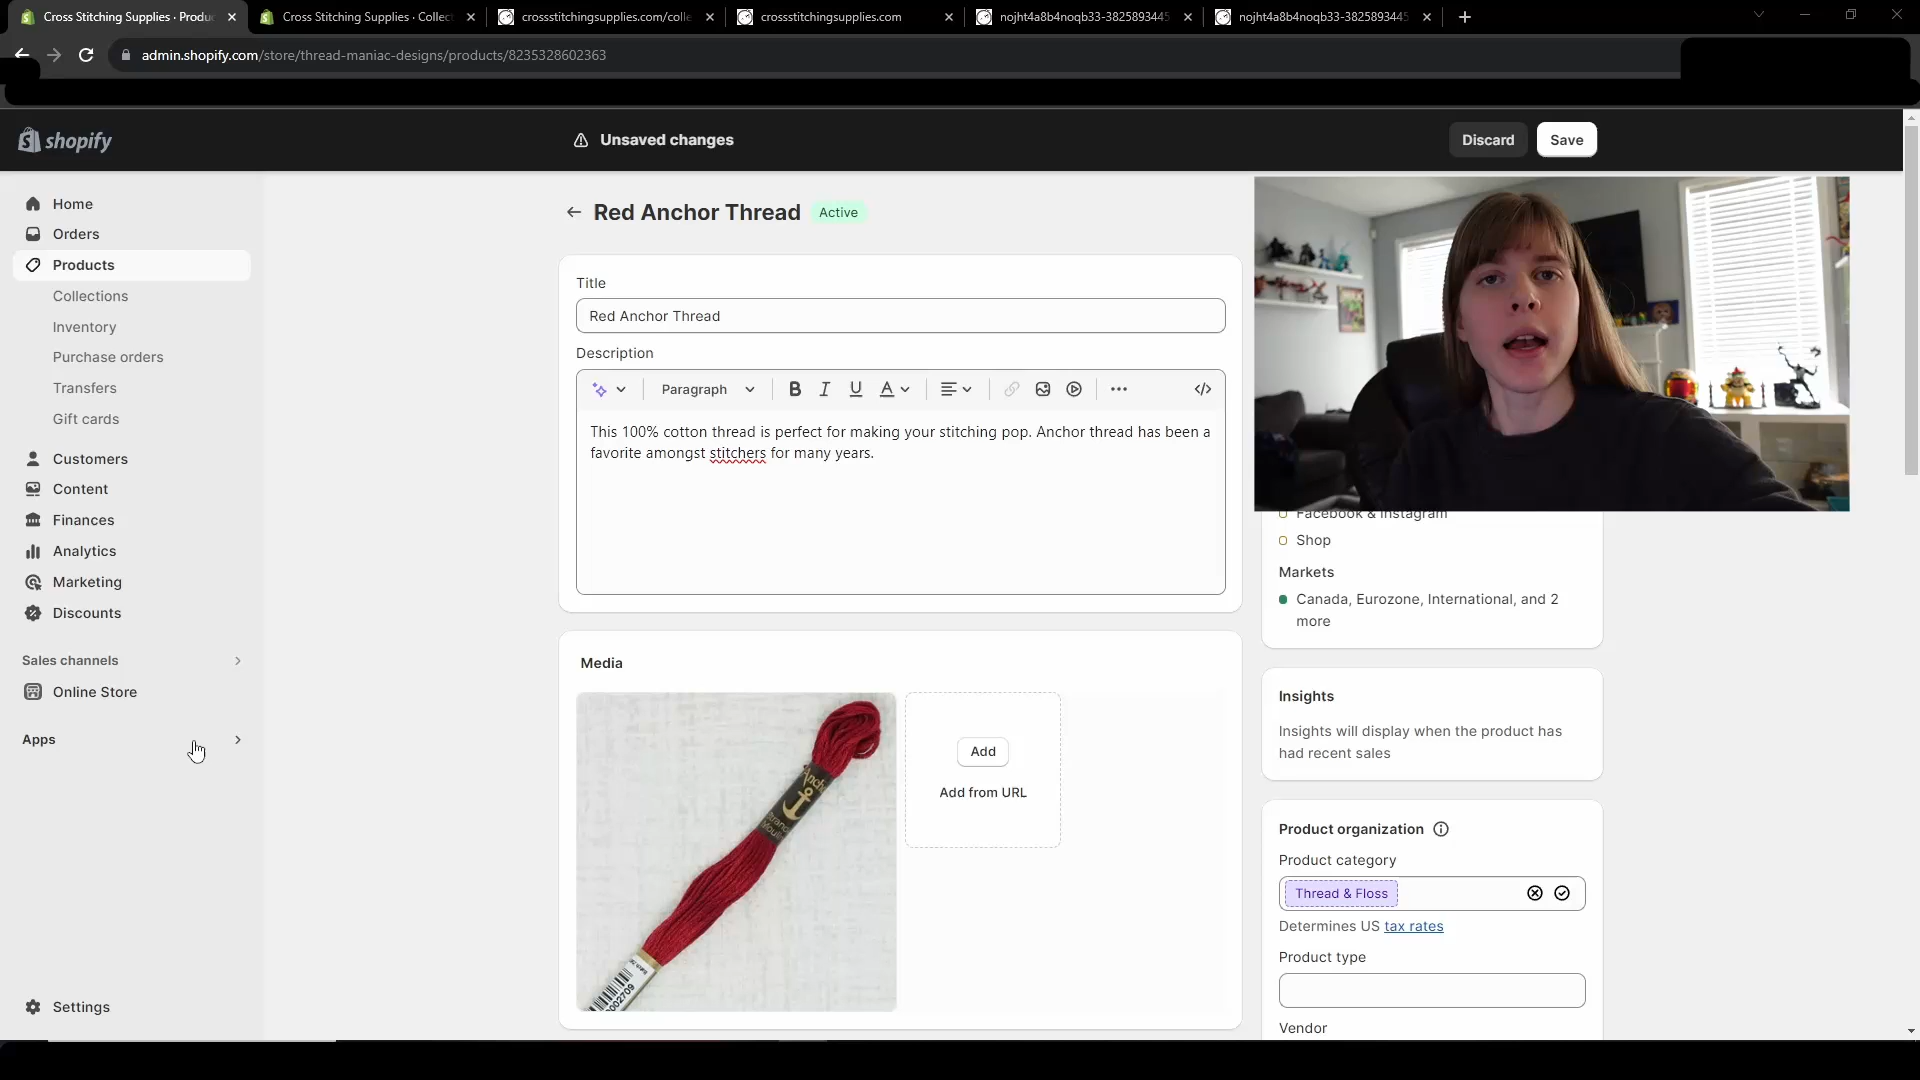 Cross Stitching Supplies · Produ
Cross Stitching Supplies · Collec
crossstitchingsupplies.com/colle
crossstitchingsupplies.com
nojht4a8b4noqb33-3825893445
nojht4a8b4noqb33-3825893445
admin.shopify.com/store/thread-maniac-designs/products/8235328602363
shopify
Unsaved changes
Discard
Save
Home
Orders
Products
Collections
Inventory
Purchase orders
Transfers
Gift cards
Customers
Content
Finances
Analytics
Marketing
Discounts
Sales channels
Online Store
Apps
Settings
Red Anchor Thread
Active
Title
Red Anchor Thread
Description
Paragraph
This 100% cotton thread is perfect for making your stitching pop. Anchor thread has been a
favorite amongst stitchers for many years.
Media
Add
Add from URL
Facebook & Instagram
Shop
Markets
Canada, Eurozone, International, and 2
more
Insights
Insights will display when the product has
had recent sales
Product organization
Product category
Thread & Floss
Determines US tax rates
Product type
Vendor